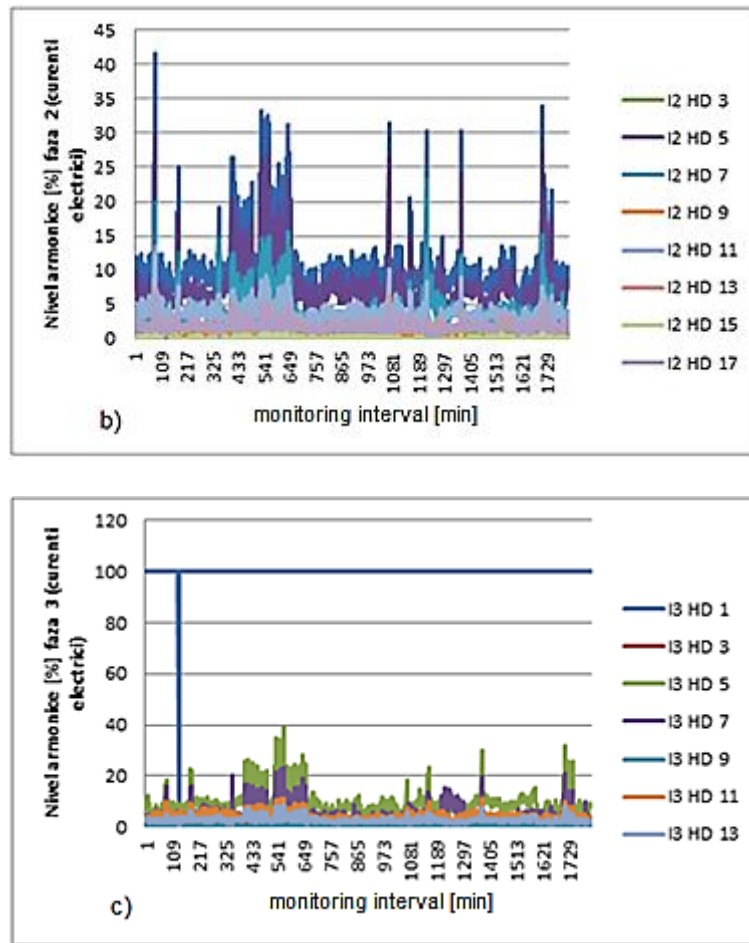 Nivel armonice [%] faza 2 (curenti
electrici)
45
40
35
30
25
20
15
10
5
0
1
109
217
325
433
541
649
757
865
973
1081
1189
1297
1405
1513
1621
1729
I2 HD 3
I2 HD 5
I2 HD 7
I2 HD 9
I2 HD 11
I2 HD 13
I2 HD 15
I2 HD 17
b)
monitoring interval [min]
Nivel armonice [%] faza 3 (curenti
electrici)
120
100
80
60
40
20
0
1
109
217
325
433
541
649
757
865
973
1081
1189
1297
1405
1513
1621
1729
I3 HD 1
I3 HD 3
I3 HD 5
I3 HD 7
I3 HD 9
I3 HD 11
I3 HD 13
c)
monitoring interval [min]